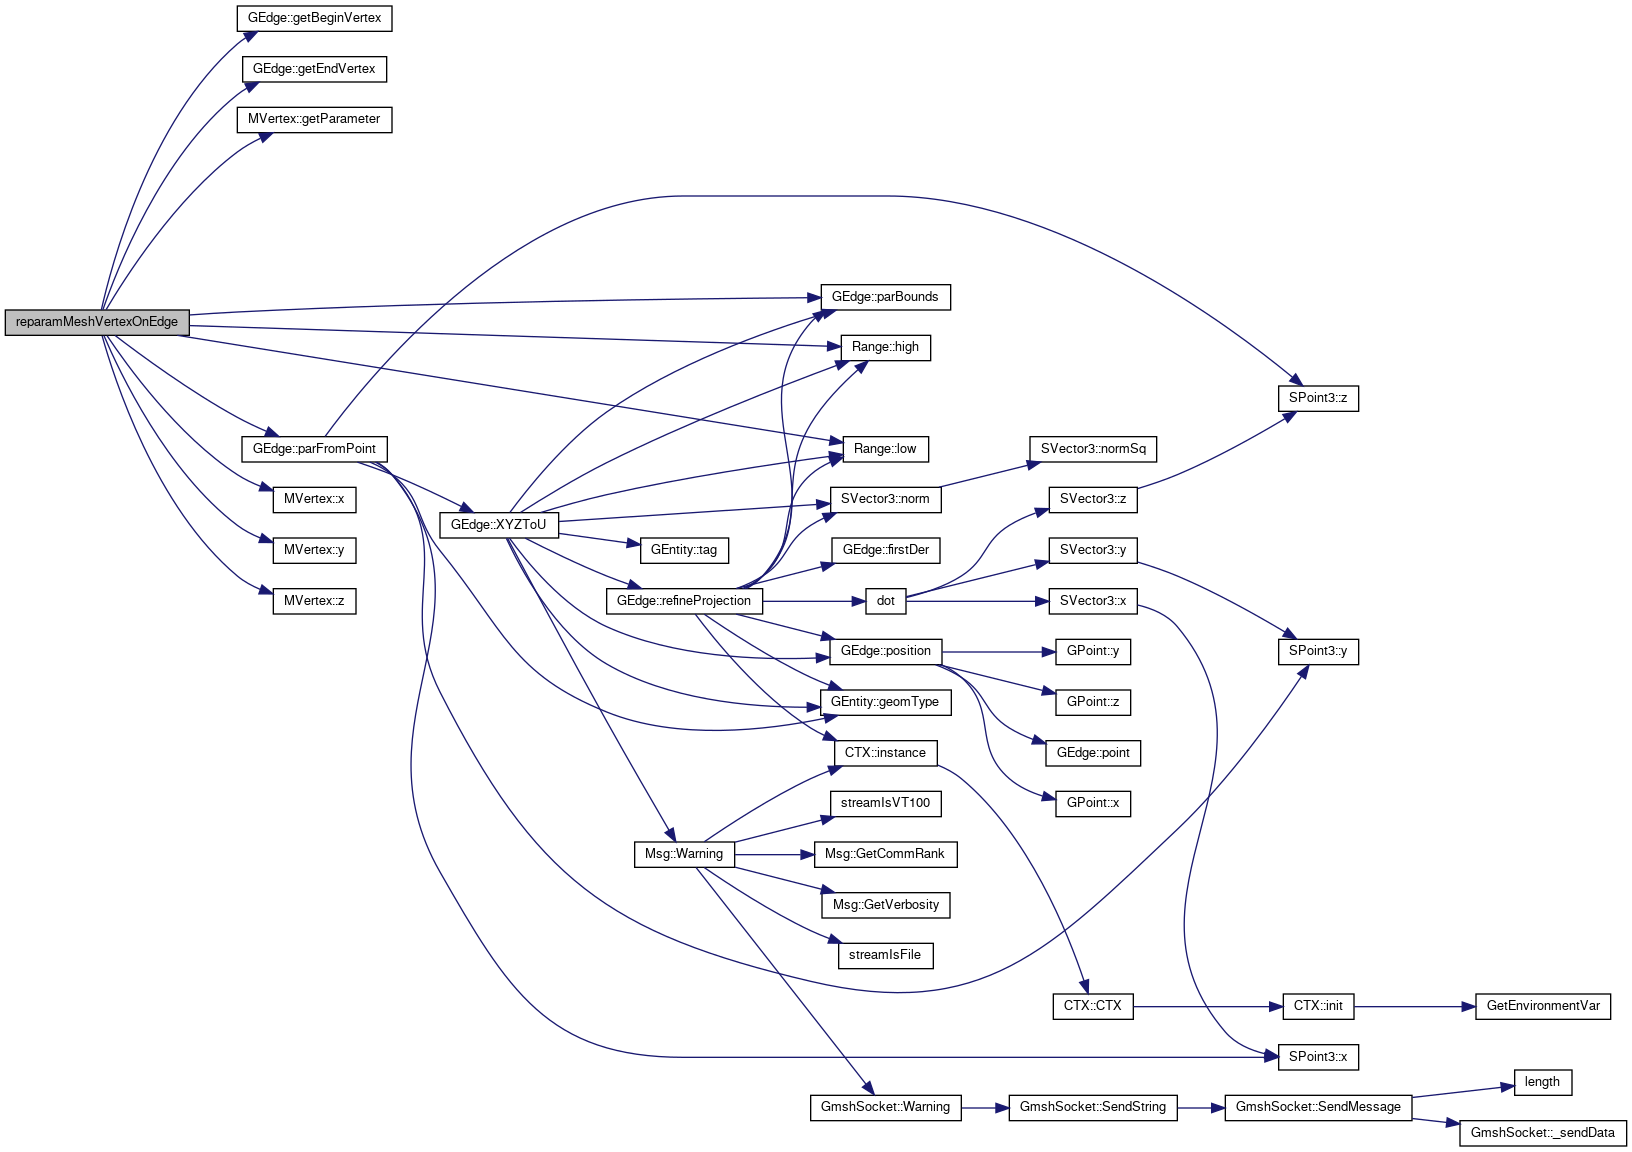 GEdge::getBeginVertex
GEdge::getEndVertex
MVertex::getParameter
GEdge::parBounds
reparamMeshVertexOnEdge
Range::high
SPoint3::z
GEdge::parFromPoint
Range::low
SVector3::normSq
MVertex::x
SVector3::norm
SVector3::z
GEdge::XYZToU
MVertex::y
GEntity::tag
GEdge::firstDer
SVector3::y
MVertex::z
GEdge::refineProjection
dot
SVector3::x
GEdge::position
GPoint::y
SPoint3::y
GEntity::geomType
GPoint::z
CTX::instance
GEdge::point
streamIsVT100
GPoint::x
Msg::Warning
Msg::GetCommRank
Msg::GetVerbosity
streamIsFile
CTX::CTX
CTX::init
GetEnvironmentVar
SPoint3::x
length
GmshSocket::Warning
GmshSocket::SendString
GmshSocket::SendMessage
GmshSocket::_sendData